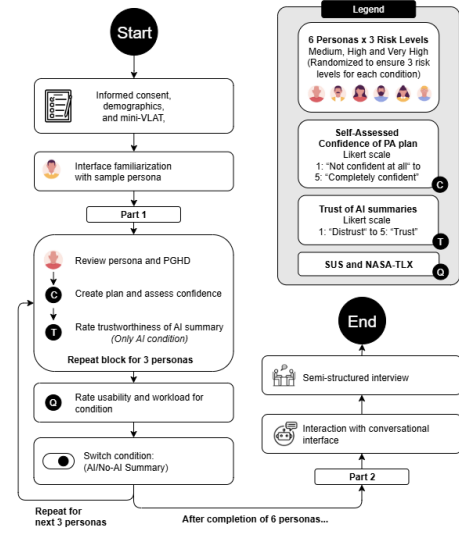 Start
Informed consent,
demographics,
and mini-VLAT,
Interface familiarization
with sample persona
Part 1
Review persona and PGHD
C
Create plan and assess confidence
T
Rate trustworthiness of AI summary
(Only AI condition)
Repeat block for 3 personas
Q
Rate usability and workload for
condition
Switch condition:
(AI/No-AI Summary)
Repeat for
next 3 personas
After completion of 6 personas...
Part 2
Interaction with conversational
interface
Semi-structured interview
End
Legend
6 Personas x 3 Risk Levels
Medium, High and Very High
(Randomized to ensure 3 risk
levels for each condition)
Self-Assessed
Confidence of PA plan
Likert scale
1: "Not confident at all" to
5: "Completely confident"
C
Trust of AI summaries
Likert scale
1: "Distrust" to 5: "Trust"
T
SUS and NASA-TLX
Q